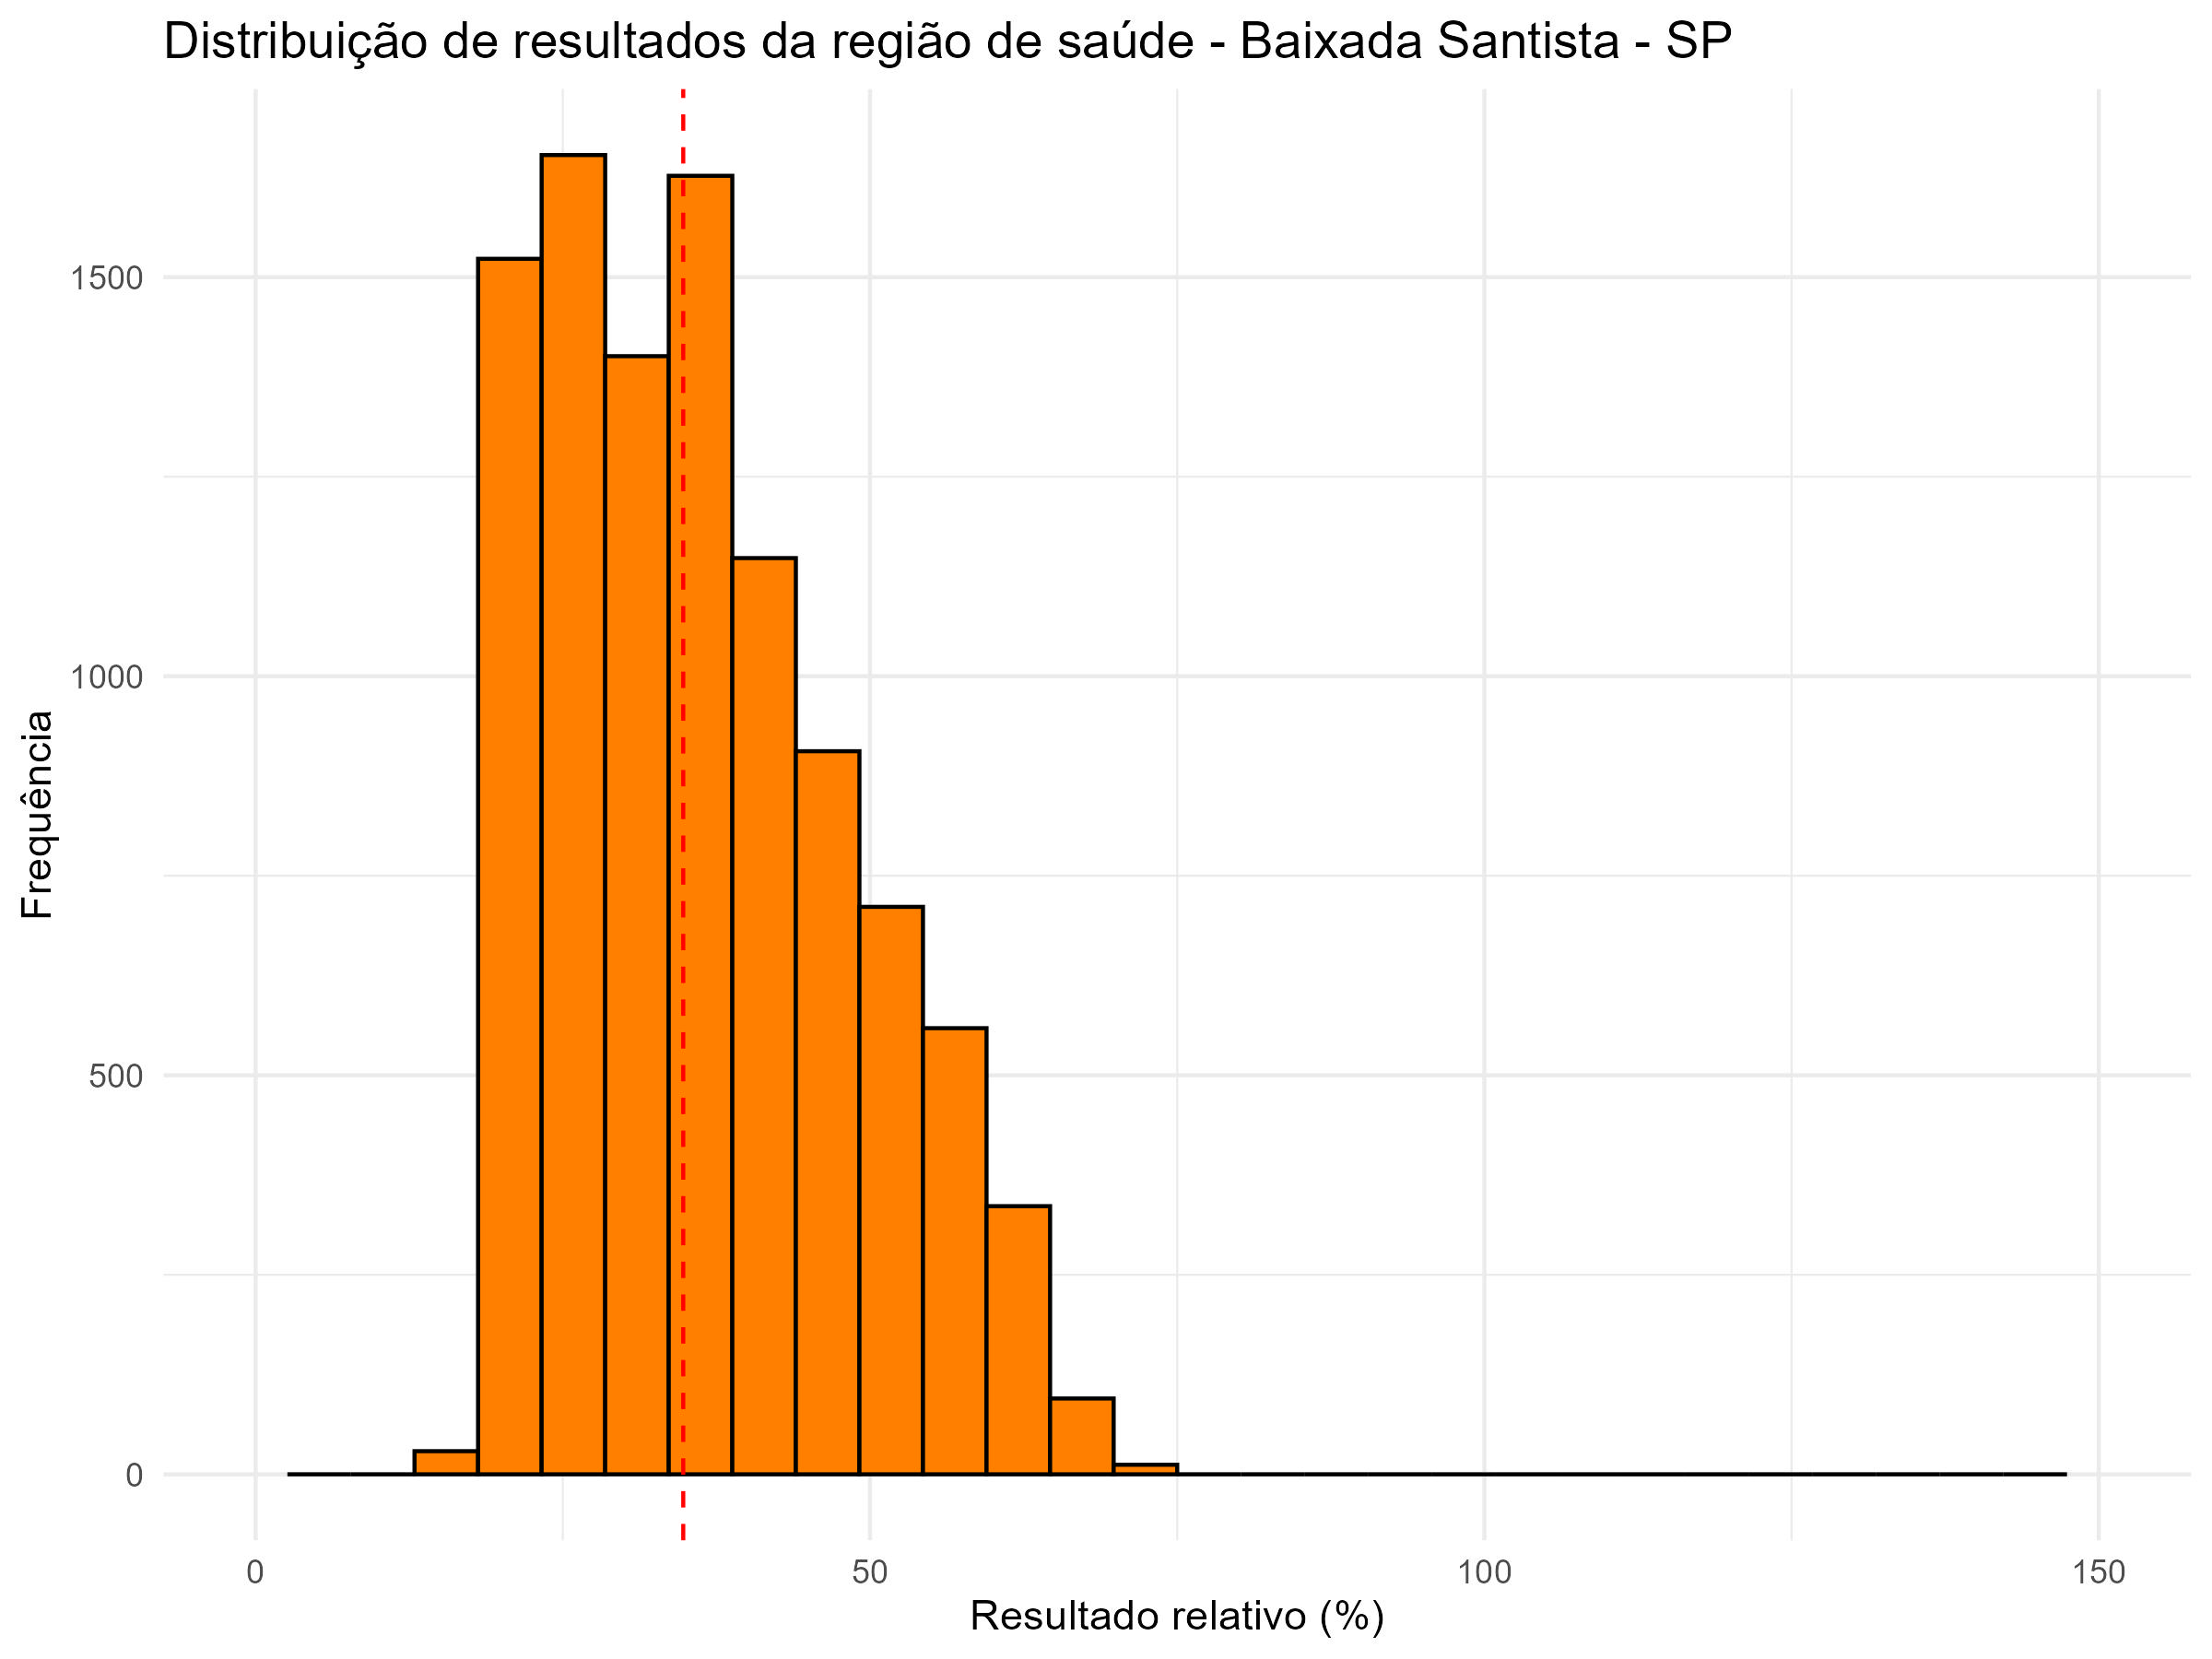 Distribuição de resultados da região de saúde - Baixada Santista - SP
Frequência
1500
1000
500
0
0 50 100 150
Resultado relativo (%)